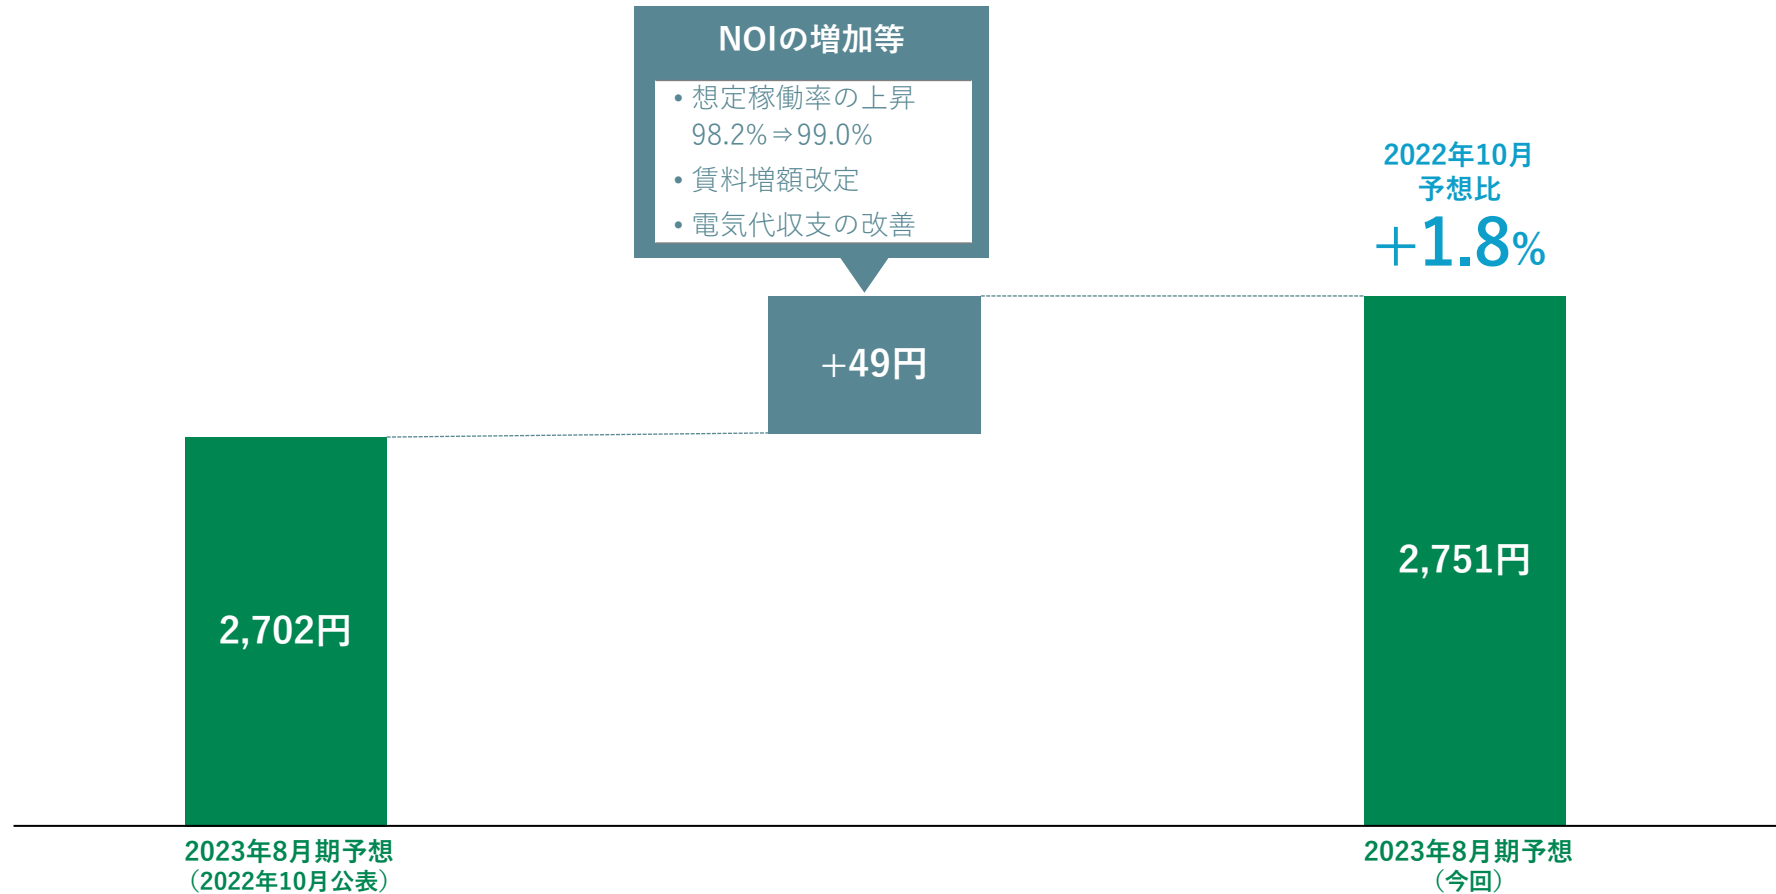 NOIの増加等
• 想定稼働率の上昇
98.2%⇒99.0%
• 賃料増額改定
• 電気代収支の改善
2022年10月
予想比
+1.8%
+49円
2,702円
2,751円
2023年8月期予想
（2022年10月公表）
2023年8月期予想
（今回）